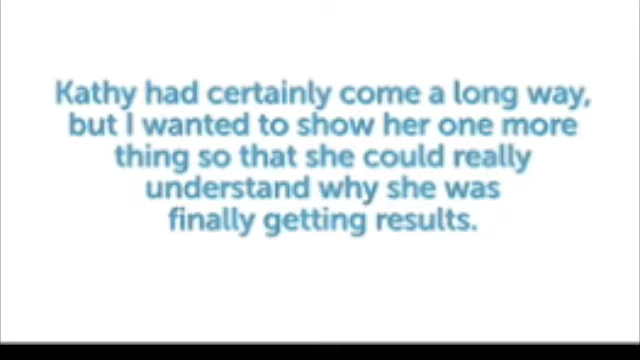 Kathy had certainly come a long way,
but I wanted to show her one more
thing so that she could really
understand why she was
finally getting results.